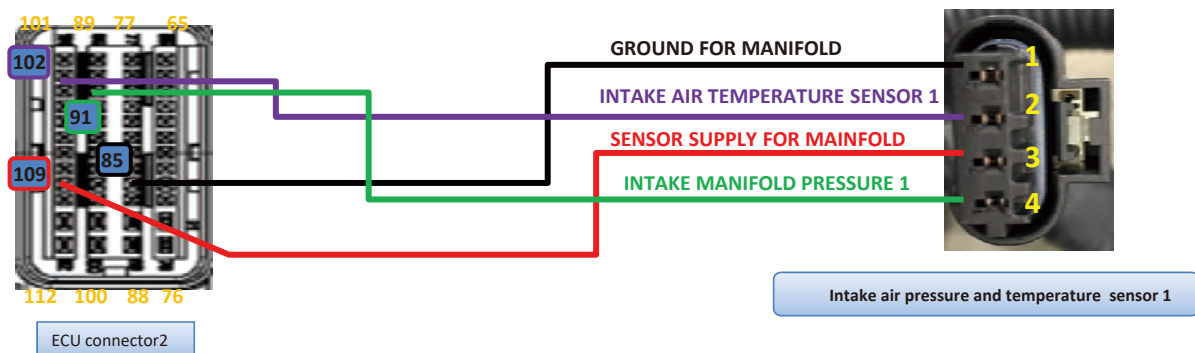 101 89 77 65
102
91
85
109
112 100 88 76
ECU connector2
GROUND FOR MANIFOLD
INTAKE AIR TEMPERATURE SENSOR 1
SENSOR SUPPLY FOR MAINFOLD
INTAKE MANIFOLD PRESSURE 1
1
2
3
4
Intake air pressure and temperature sensor 1